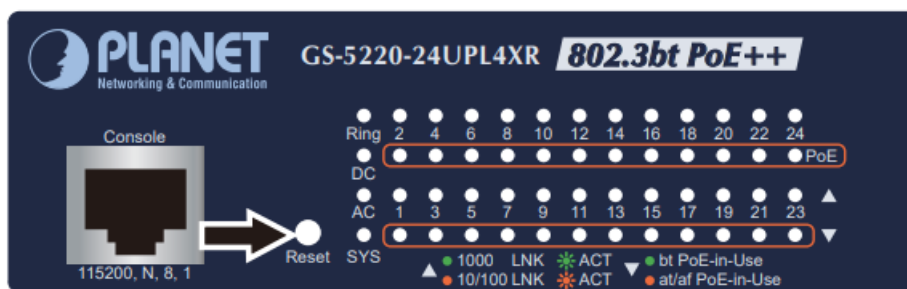 PLANET
Networking & Communication
GS-5220-24UPL4XR 802.3bt PoE++
Console
115200, N, 8, 1
Reset
Ring 2 4 6 8 10 12 14 16 18 20 22 24
PoE
DC
AC 1 3 5 7 9 11 13 15 17 19 21 23
SYS
1000 LNK ACT bt PoE-in-Use
10/100 LNK ACT at/af PoE-in-Use